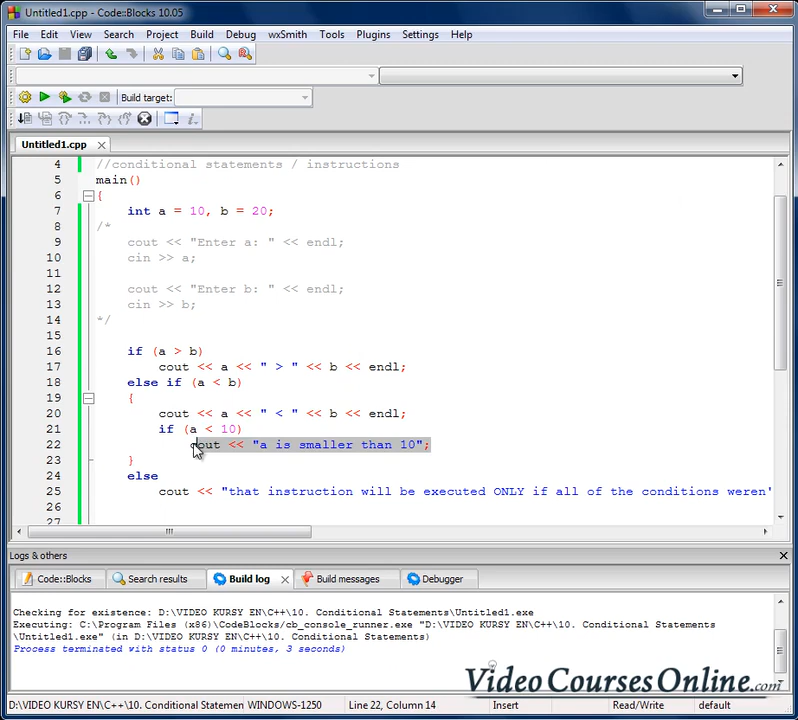 Untitled1.cpp - Code::Blocks 10.05
File Edit View Search Project Build Debug wxSmith Tools Plugins Settings Help
Build target:
Untitled1.cpp
4 //conditional statements / instructions
5 main()
6 {
7 int a = 10, b = 20;
8 /*
9 cout << "Enter a: " << endl;
10 cin >> a;
11
12 cout << "Enter b: " << endl;
13 cin >> b;
14 */
15
16 if (a > b)
17 cout << a << " > " << b << endl;
18 else if (a < b)
19 {
20 cout << a << " < " << b << endl;
21 if (a < 10)
22 cout << "a is smaller than 10";
23 }
24 else
25 cout << "that instruction will be executed ONLY if all of the conditions weren'
26
27
Logs & others
Code::Blocks Search results Build log Build messages Debugger
Checking for existence: D:\VIDEO KURSY EN\C++\10. Conditional Statements\Untitled1.exe
Executing: C:\Program Files (x86)\CodeBlocks/cb_console_runner.exe "D:\VIDEO KURSY EN\C++\10. Conditional Statements
\Untitled1.exe" (in D:\VIDEO KURSY EN\C++\10. Conditional Statements)
Process terminated with status 0 (0 minutes, 3 seconds)
VideoCoursesOnline.com
D:\VIDEO KURSY EN\C++\10. Conditional Statemen WINDOWS-1250 Line 22, Column 14 Insert Read/Write default